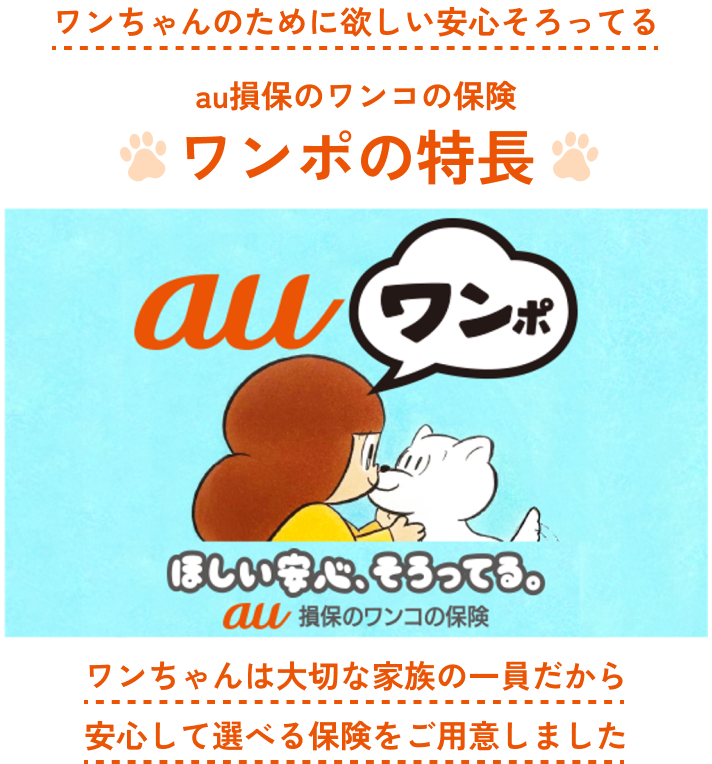 ワンちゃんのために欲しい安心そろってる
au損保のワンコの保険
ワンポの特長
au ワンポ
ほしい安心、そろってる。
au 損保のワンコの保険
ワンちゃんは大切な家族の一員だから
安心して選べる保険をご用意しました